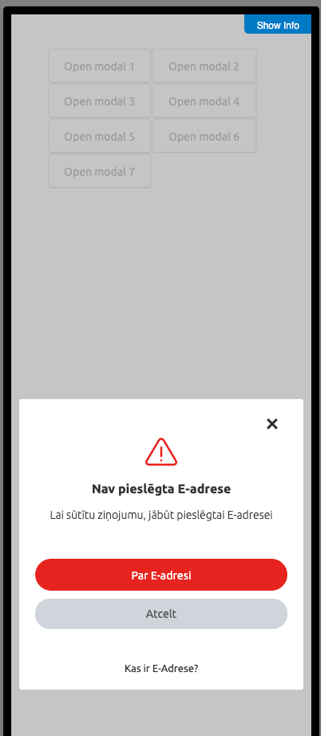 Show Info
Open modal 1 Open modal 2
Open modal 3 Open modal 4
Open modal 5 Open modal 6
Open modal 7
Nav pieslēgta E-adrese
Lai sūtītu ziņojumu, jābūt pieslēgtai E-adresei
Par E-adresi
Atcelt
Kas ir E-Adrese?